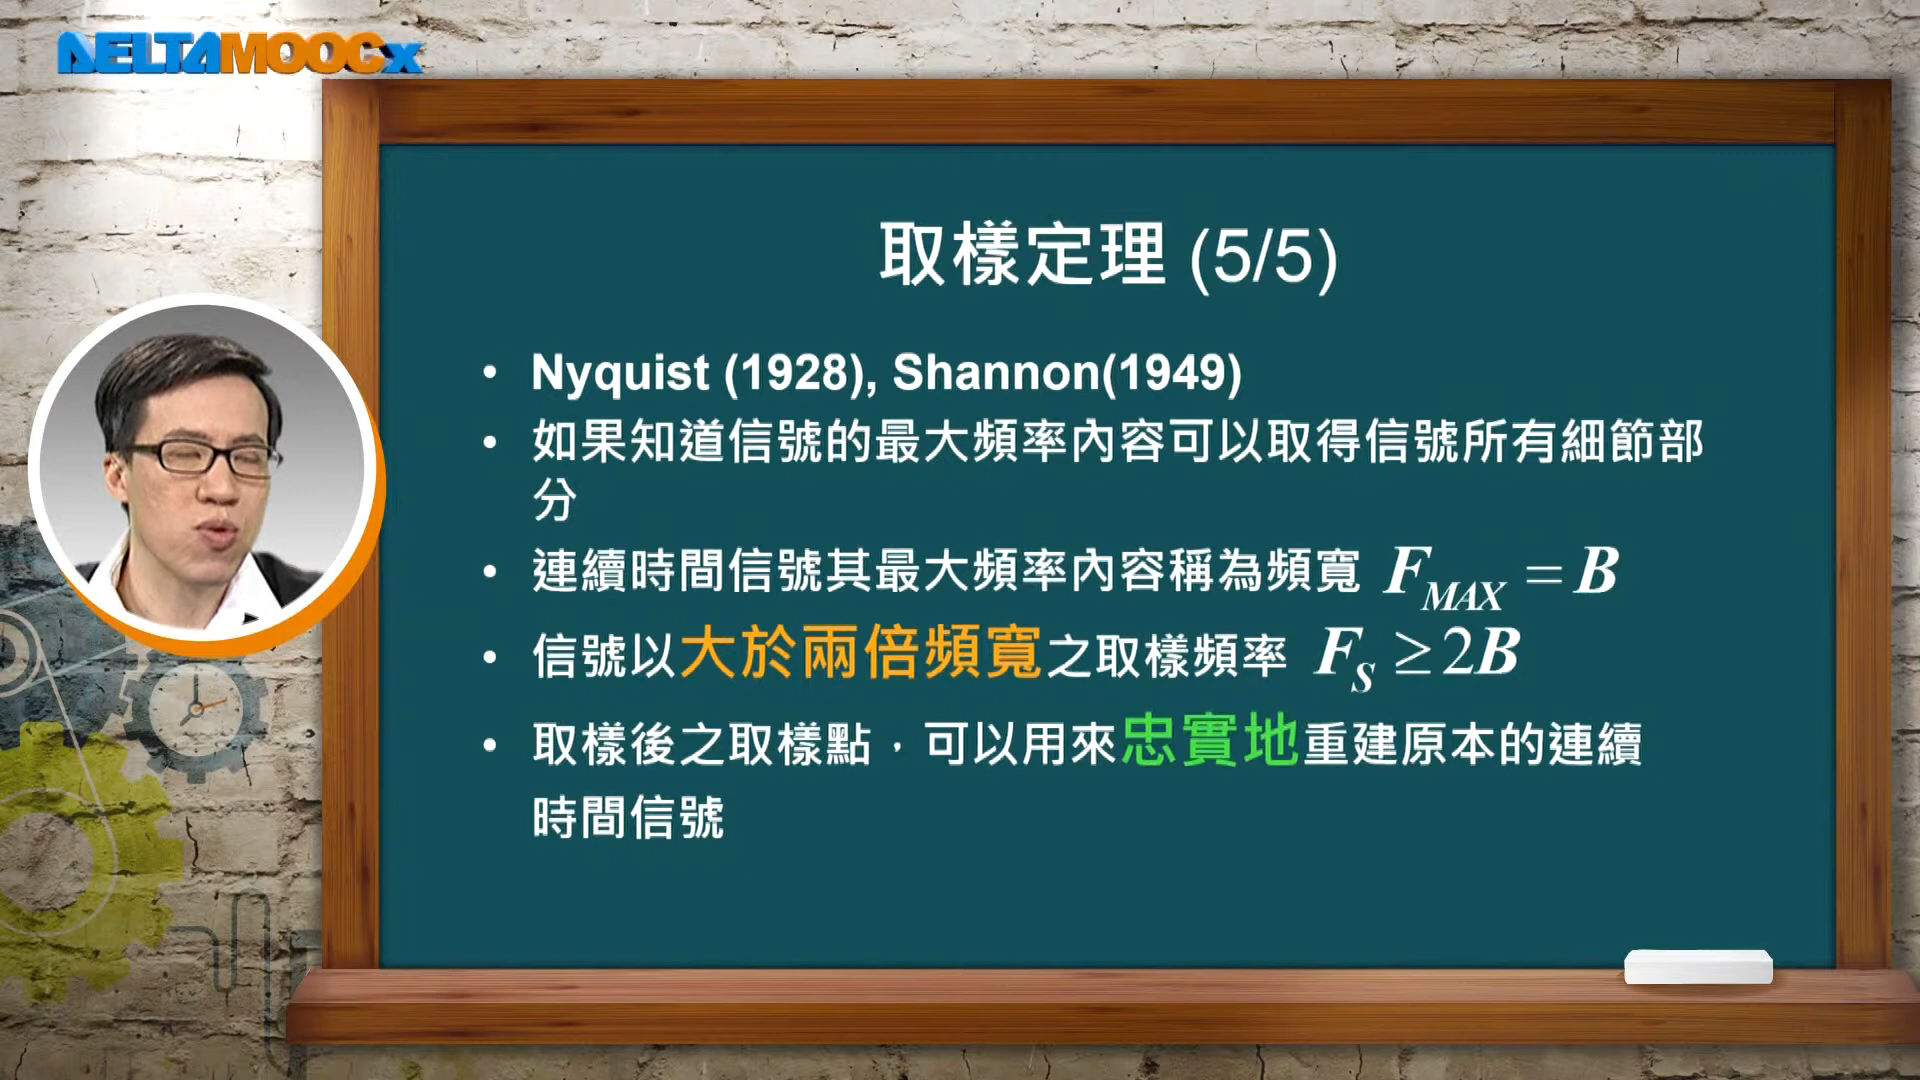 DELTAMOOCx
取樣定理 (5/5)
• Nyquist (1928), Shannon(1949)
• 如果知道信號的最大頻率內容可以取得信號所有細節部
分
• 連續時間信號其最大頻率內容稱為頻寬 F_MAX = B
• 信號以大於兩倍頻寬之取樣頻率 F_S ≥ 2B
• 取樣後之取樣點，可以用來忠實地重建原本的連續
時間信號